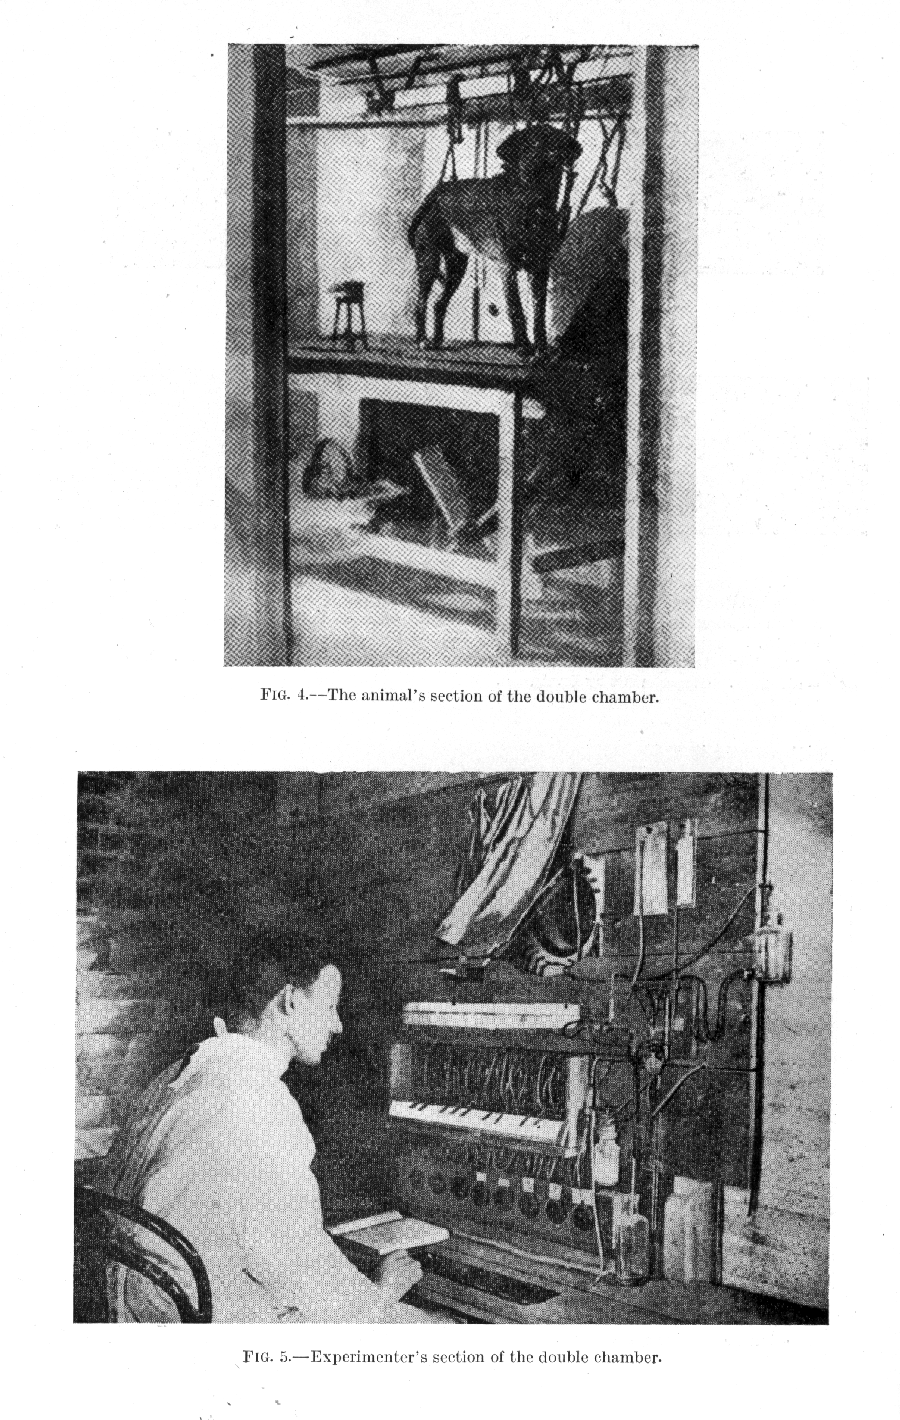 FIG. 4.—The animal's section of the double chamber.
FIG. 5.—Experimenter's section of the double chamber.